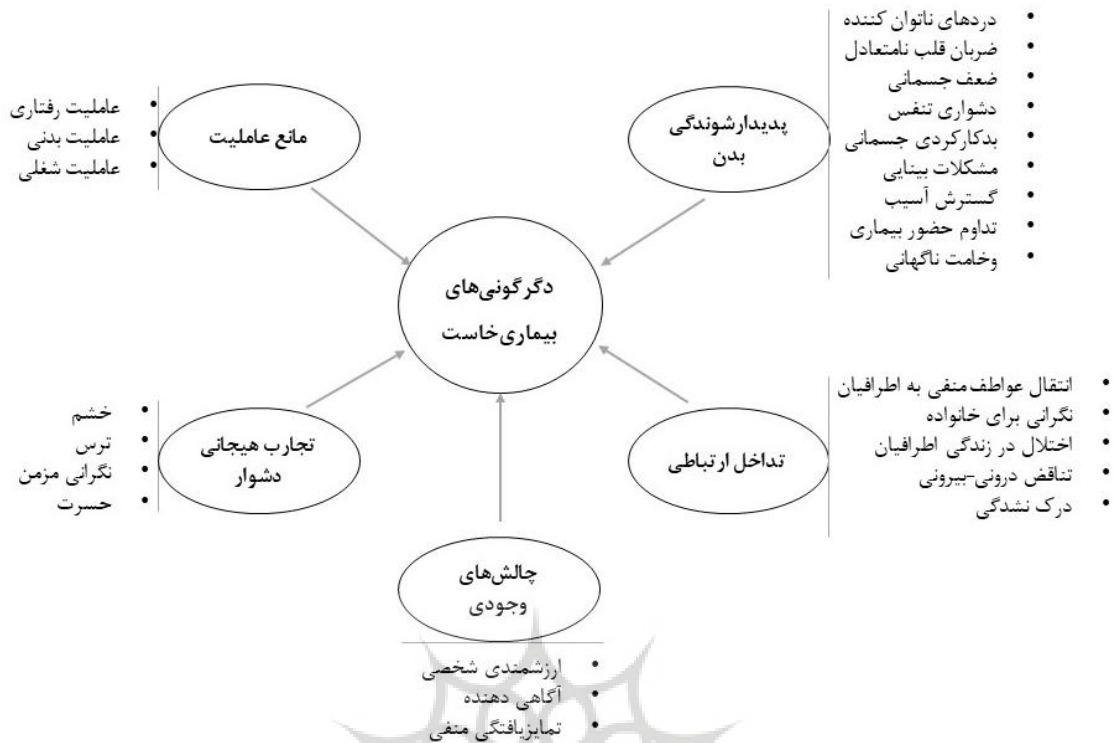 دردهای ناتوان کننده
ضربان قلب نامتعادل
ضعف جسمانی
دشواری تنفس
بدکارکردی جسمانی
مشکلات بینایی
گسترش آسیب
تداوم حضور بیماری
وخامت ناگهانی
پدیدارشوندگی
بدن
مانع عاملیت
عاملیت رفتاری
عاملیت بدنی
عاملیت شغلی
دگرگونی‌های
بیماری‌خاست
انتقال عواطف منفی به اطرافیان
نگرانی برای خانواده
اختلال در زندگی اطرافیان
تناقض درونی-بیرونی
درک نشدگی
تداخل ارتباطی
تجارب هیجانی
دشوار
خشم
ترس
نگرانی مزمن
حسرت
چالش‌های
وجودی
ارزشمندی شخصی
آگاهی دهنده
تمایزیافتگی منفی